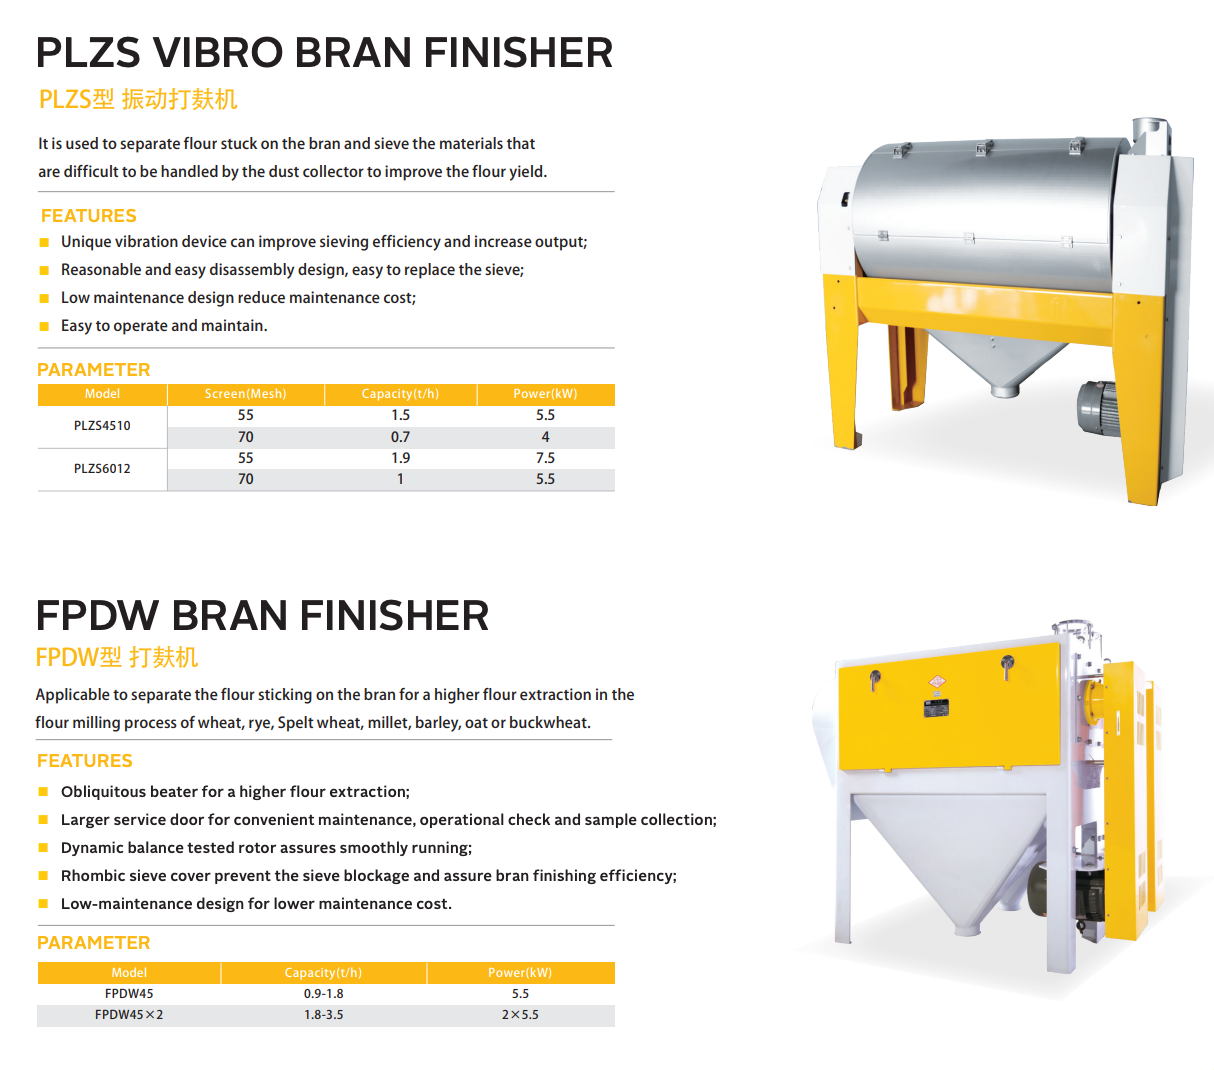 PLZS VIBRO BRAN FINISHER
PLZS型 振动打麸机
It is used to separate flour stuck on the bran and sieve the materials that
are difficult to be handled by the dust collector to improve the flour yield.
FEATURES
Unique vibration device can improve sieving efficiency and increase output;
Reasonable and easy disassembly design, easy to replace the sieve;
Low maintenance design reduce maintenance cost;
Easy to operate and maintain.
PARAMETER
Model Screen(Mesh) Capacity(t/h) Power(kW)
PLZS4510 55 1.5 5.5
70 0.7 4
PLZS6012 55 1.9 7.5
70 1 5.5
FPDW BRAN FINISHER
FPDW型 打麸机
Applicable to separate the flour sticking on the bran for a higher flour extraction in the
flour milling process of wheat, rye, Spelt wheat, millet, barley, oat or buckwheat.
FEATURES
Obliquitous beater for a higher flour extraction;
Larger service door for convenient maintenance, operational check and sample collection;
Dynamic balance tested rotor assures smoothly running;
Rhombic sieve cover prevent the sieve blockage and assure bran finishing efficiency;
Low-maintenance design for lower maintenance cost.
PARAMETER
Model Capacity(t/h) Power(kW)
FPDW45 0.9-1.8 5.5
FPDW45×2 1.8-3.5 2×5.5